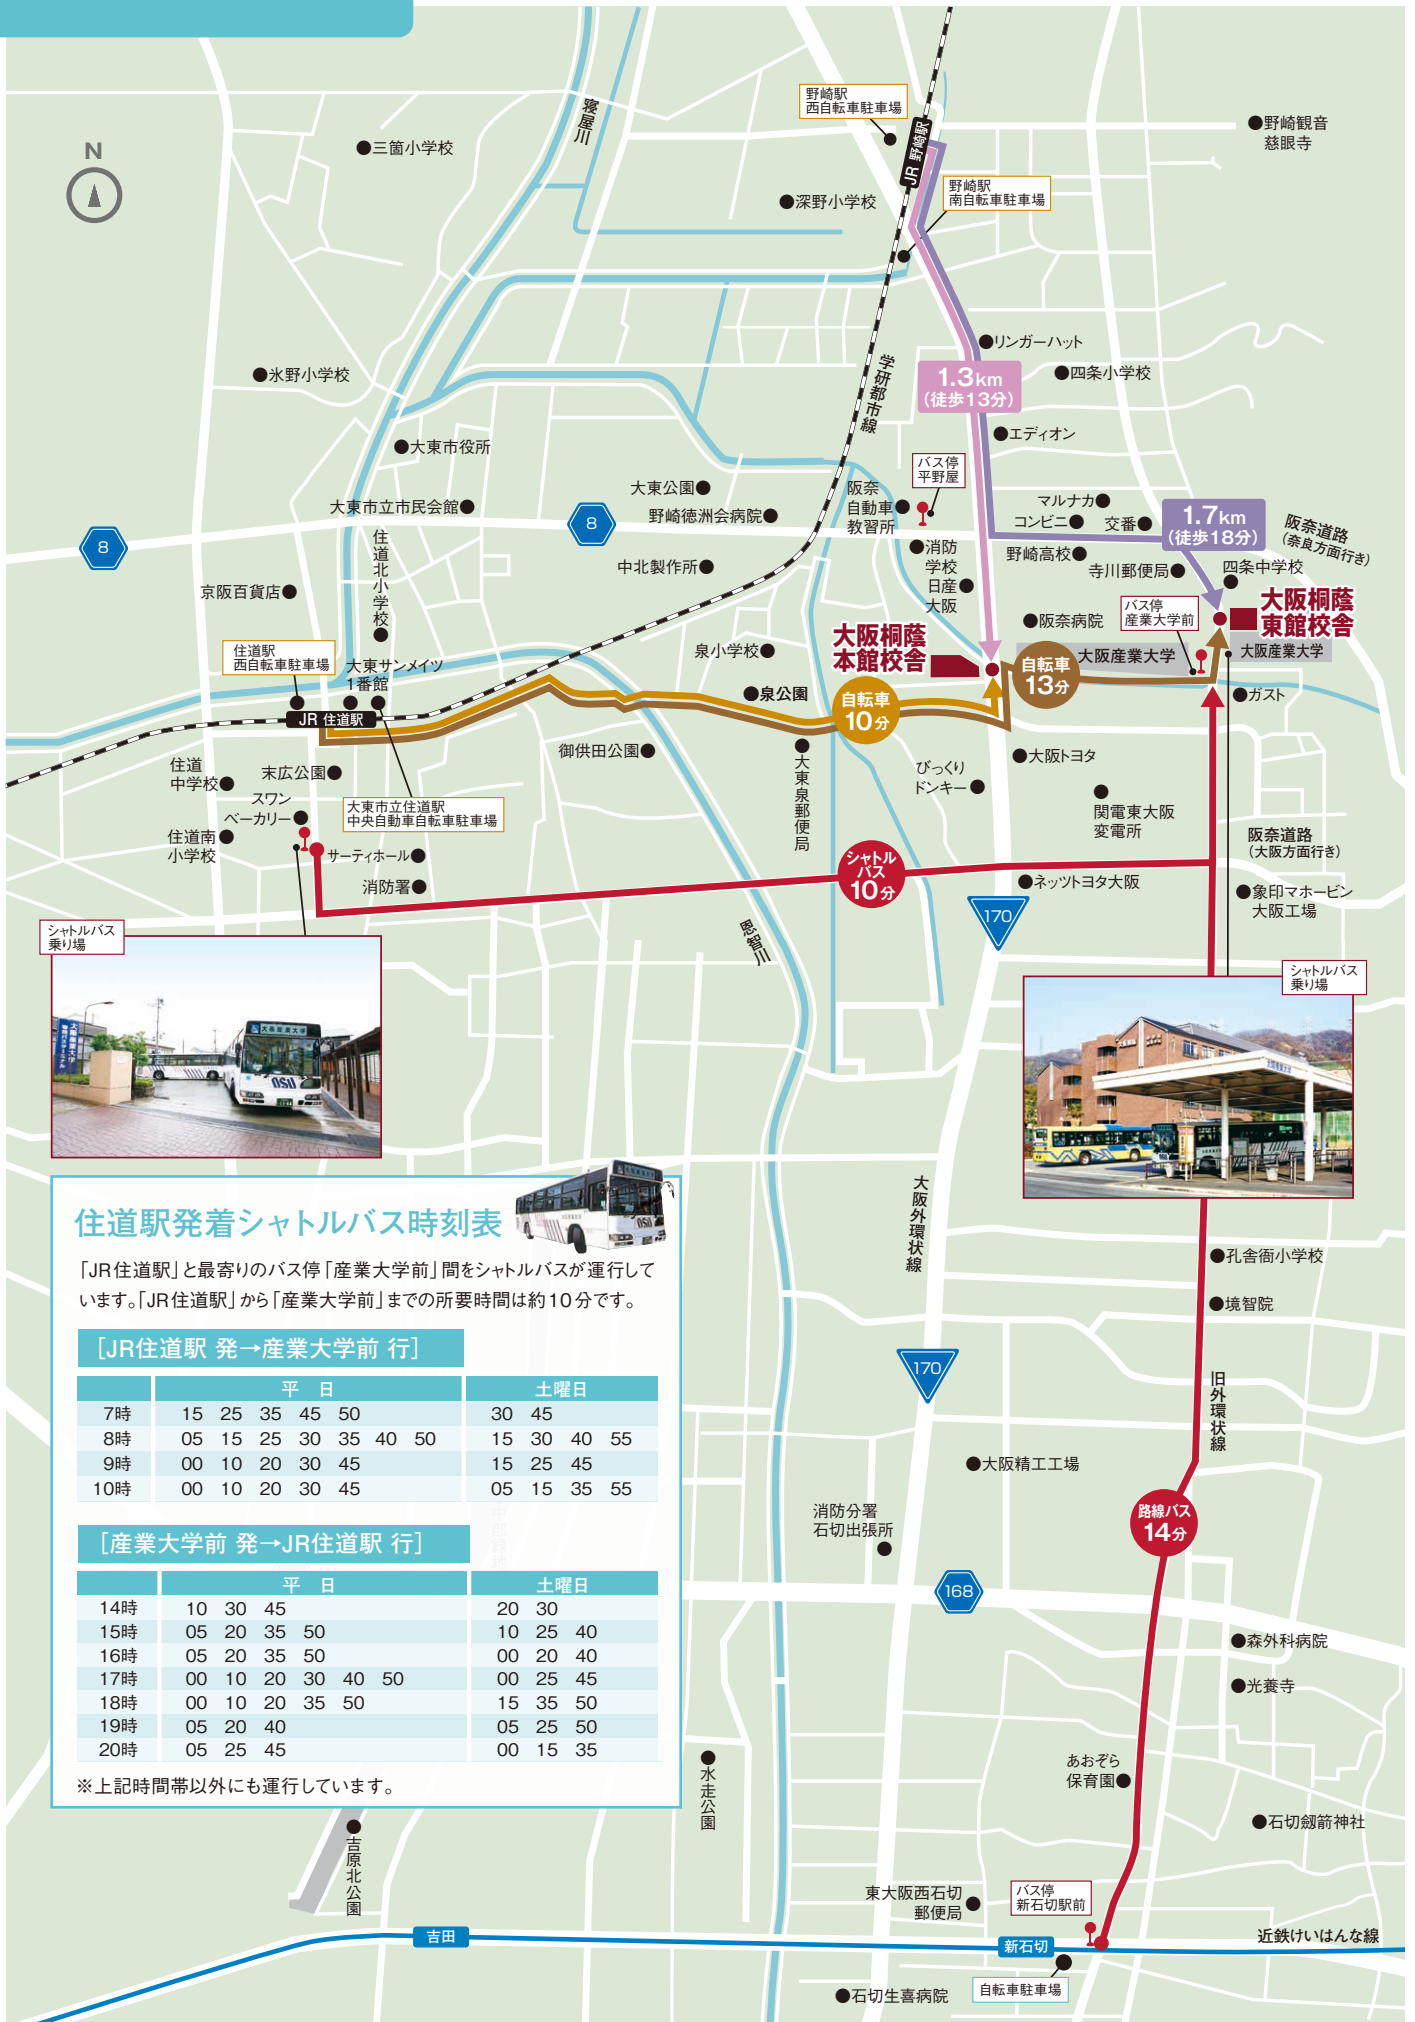 野崎駅
西自転車駐車場
寝屋川
JR 野崎駅
野崎観音
慈眼寺
N
三箇小学校
野崎駅
南自転車駐車場
深野小学校
リンガーハット
学研都市線
1.3km
(徒歩13分)
四条小学校
氷野小学校
エディオン
大東市役所
バス停
平野屋
大東公園
阪奈
自動車
教習所
大東市立市民会館
野崎徳洲会病院
マルナカ
コンビニ
交番
1.7km
(徒歩18分)
阪奈道路
(奈良方面行き)
8
8
住道北小学校
消防
学校
野崎高校
寺川郵便局
四条中学校
中北製作所
日産
大阪
京阪百貨店
バス停
産業大学前
大阪桐蔭
東館校舎
阪奈病院
大阪桐蔭
本館校舎
住道駅
西自転車駐車場
大東サンメイツ
1番館
泉小学校
大阪産業大学
大阪産業大学
自転車
13分
泉公園
自転車
10分
ガスト
JR 住道駅
御供田公園
大東泉郵便局
大阪トヨタ
住道
中学校
末広公園
びっくり
ドンキー
スワン
ベーカリー
大東市立住道駅
中央自動車自転車駐車場
関電東大阪
変電所
住道南
小学校
サーティホール
阪奈道路
(大阪方面行き)
シャトル
バス
10分
消防署
ネッツトヨタ大阪
象印マホービン
大阪工場
170
シャトルバス
乗り場
恩智川
シャトルバス
乗り場
大阪産業大学
OSU
大阪外環状線
住道駅発着シャトルバス時刻表
「JR住道駅」と最寄りのバス停「産業大学前」間をシャトルバスが運行して
います。「JR住道駅」から「産業大学前」までの所要時間は約10分です。
[JR住道駅 発→産業大学前 行]
平 日 土曜日
7時 15 25 35 45 50 30 45
8時 05 15 25 30 35 40 50 15 30 40 55
9時 00 10 20 30 45 15 25 45
10時 00 10 20 30 45 05 15 35 55
[産業大学前 発→JR住道駅 行]
平 日 土曜日
14時 10 30 45 20 30
15時 05 20 35 50 10 25 40
16時 05 20 35 50 00 20 40
17時 00 10 20 30 40 50 00 25 45
18時 00 10 20 35 50 15 35 50
19時 05 20 40 05 25 50
20時 05 25 45 00 15 35
※上記時間帯以外にも運行しています。
孔舎衙小学校
境智院
170
旧外環状線
大阪精工工場
消防分署
石切出張所
路線バス
14分
168
森外科病院
光養寺
水走公園
あおぞら
保育園
石切劔箭神社
吉原北公園
東大阪西石切
郵便局
バス停
新石切駅前
吉田
新石切
近鉄けいはんな線
自転車駐車場
石切生喜病院